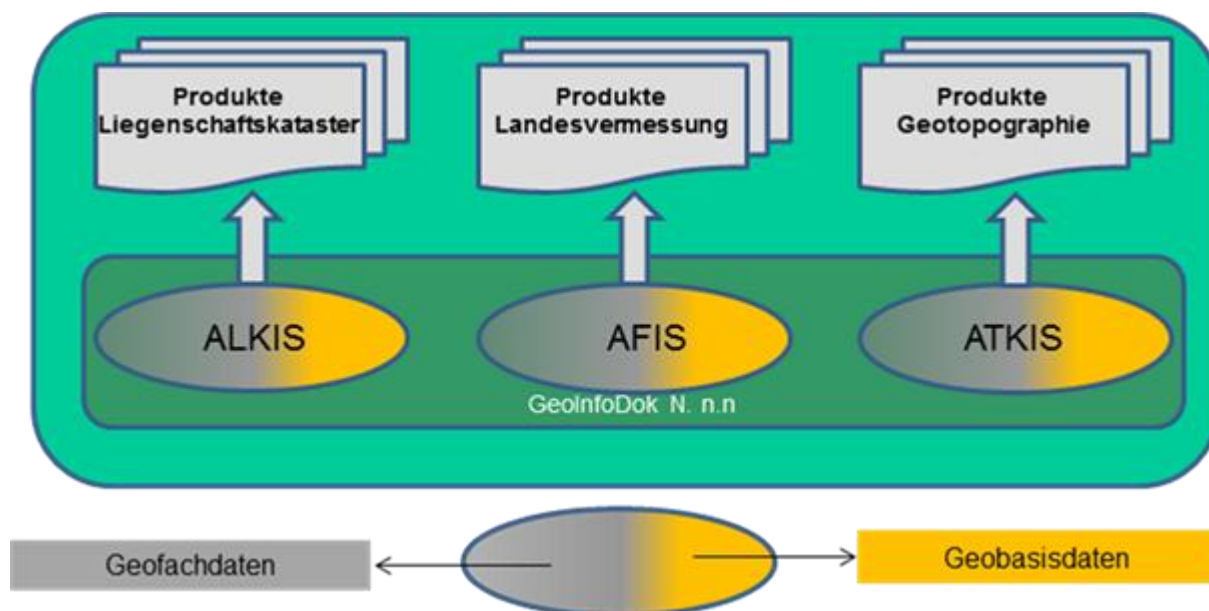 Produkte
Liegenschaftskataster
Produkte
Landesvermessung
Produkte
Geotopographie
ALKIS
AFIS
ATKIS
GeoInfoDok N. n.n
Geofachdaten
Geobasisdaten